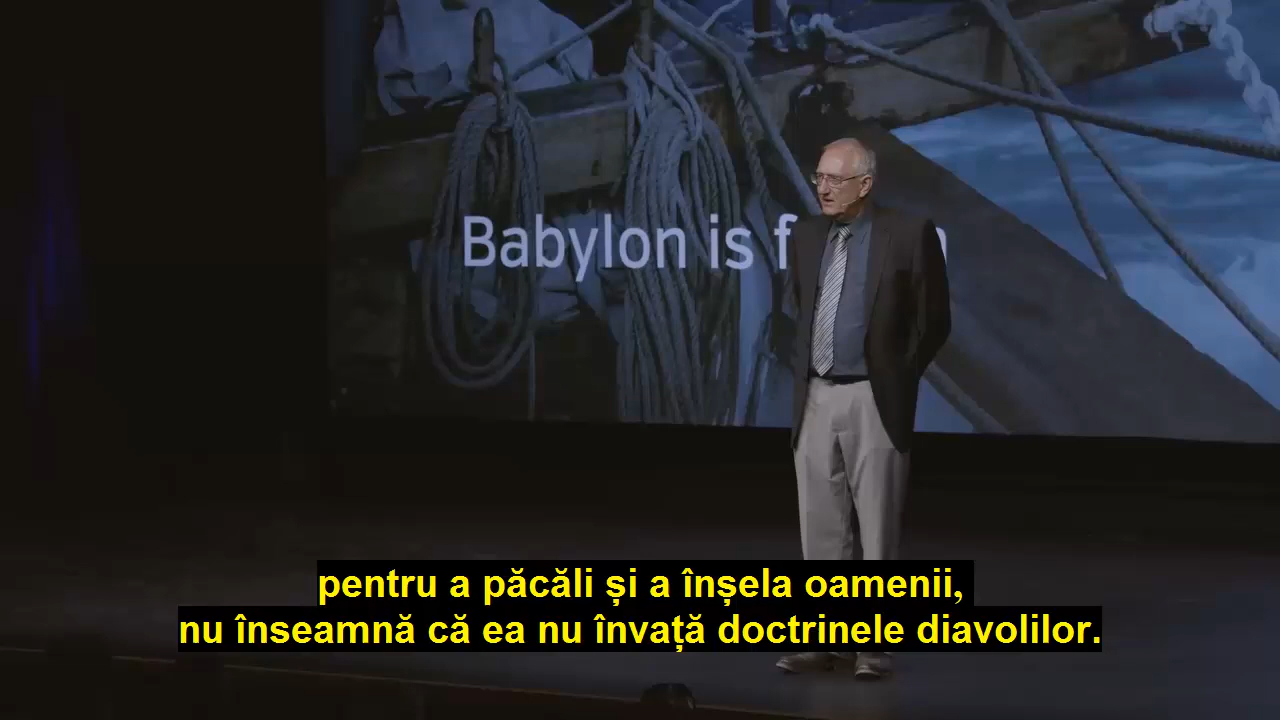 Babylon is
pentru a păcăli și a înșela oamenii,
nu înseamnă că ea nu învață doctrinele diavolilor.